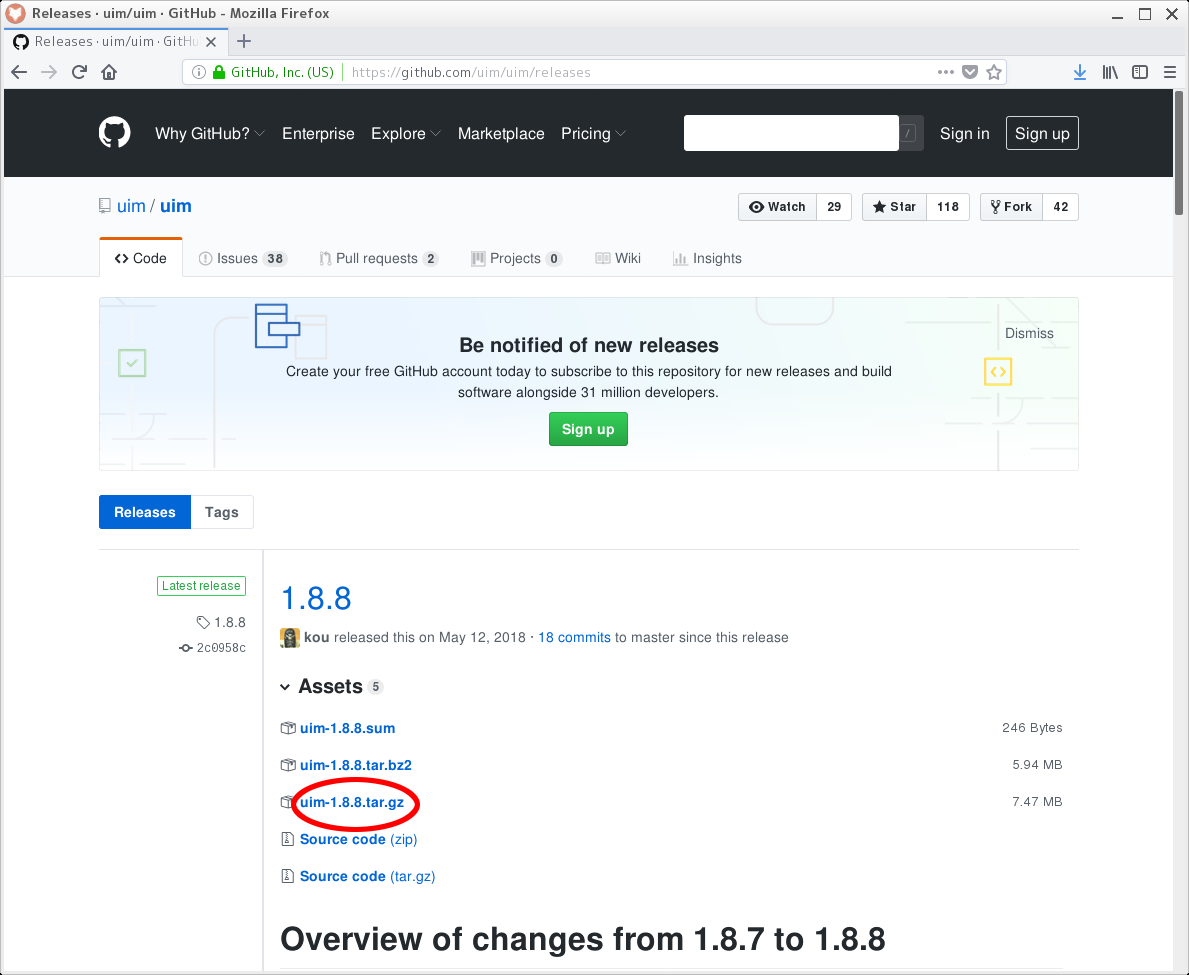 Releases · uim/uim · GitHub - Mozilla Firefox
Releases · uim/uim · GitHu
GitHub, Inc. (US) https://github.com/uim/uim/releases
Why GitHub? Enterprise Explore Marketplace Pricing / Sign in Sign up
uim / uim Watch 29 Star 118 Fork 42
Code Issues 38 Pull requests 2 Projects 0 Wiki Insights
Dismiss
Be notified of new releases
Create your free GitHub account today to subscribe to this repository for new releases and build
software alongside 31 million developers.
Sign up
Releases Tags
Latest release
1.8.8
2c0958c
1.8.8
kou released this on May 12, 2018 · 18 commits to master since this release
Assets 5
uim-1.8.8.sum 246 Bytes
uim-1.8.8.tar.bz2 5.94 MB
uim-1.8.8.tar.gz 7.47 MB
Source code (zip)
Source code (tar.gz)
Overview of changes from 1.8.7 to 1.8.8